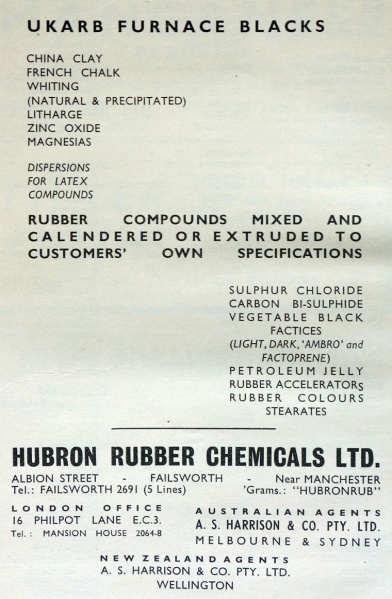 UKARB FURNACE BLACKS
CHINA CLAY
FRENCH CHALK
WHITING
(NATURAL & PRECIPITATED)
LITHARGE
ZINC OXIDE
MAGNESIAS
DISPERSIONS
FOR LATEX
COMPOUNDS
RUBBER COMPOUNDS MIXED AND
CALENDERED OR EXTRUDED TO
CUSTOMERS' OWN SPECIFICATIONS
SULPHUR CHLORIDE
CARBON BI-SULPHIDE
VEGETABLE BLACK
FACTICES
(LIGHT, DARK, 'AMBRO' and
FACTOPRENE)
PETROLEUM JELLY
RUBBER ACCELERATORS
RUBBER COLOURS
STEARATES
HUBRON RUBBER CHEMICALS LTD.
ALBION STREET - FAILSWORTH - Near MANCHESTER
Tel.: FAILSWORTH 2691 (5 Lines) 'Grams.: "HUBRONRUB"
LONDON OFFICE
16 PHILPOT LANE E.C.3.
Tel.: MANSION HOUSE 2064-8
AUSTRALIAN AGENTS
A. S. HARRISON & CO. PTY. LTD.
MELBOURNE & SYDNEY
NEW ZEALAND AGENTS
A. S. HARRISON & CO. PTY. LTD.
WELLINGTON